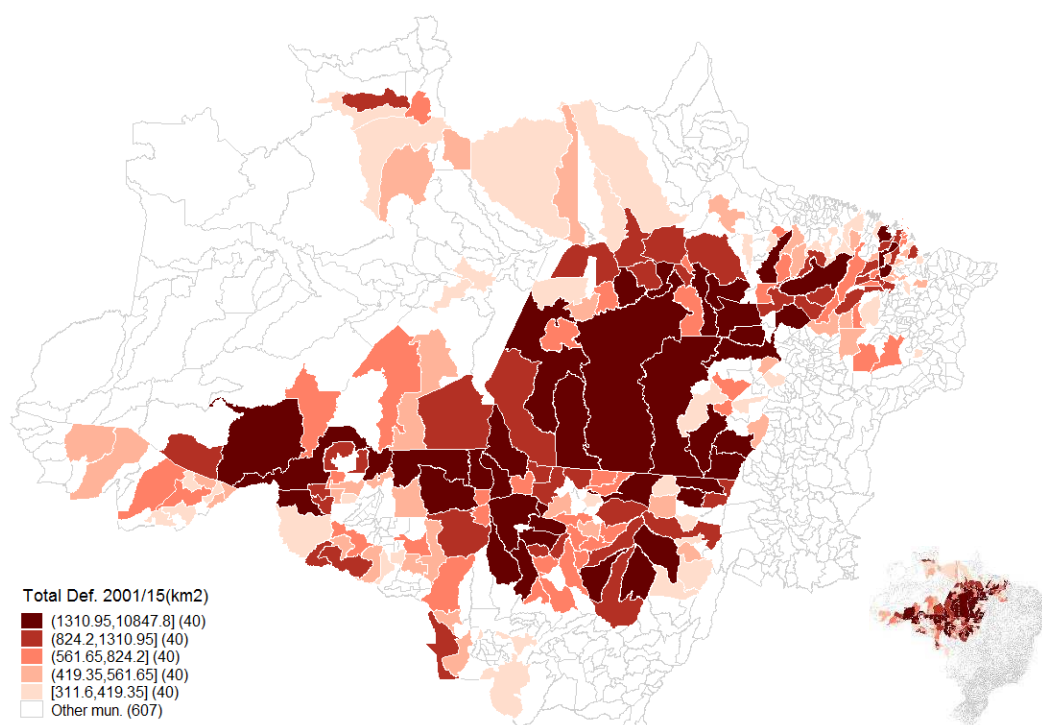 Total Def. 2001/15(km2)
(1310.95,10847.8] (40)
(824.2,1310.95] (40)
(561.65,824.2] (40)
(419.35,561.65] (40)
[311.6,419.35] (40)
Other mun. (607)